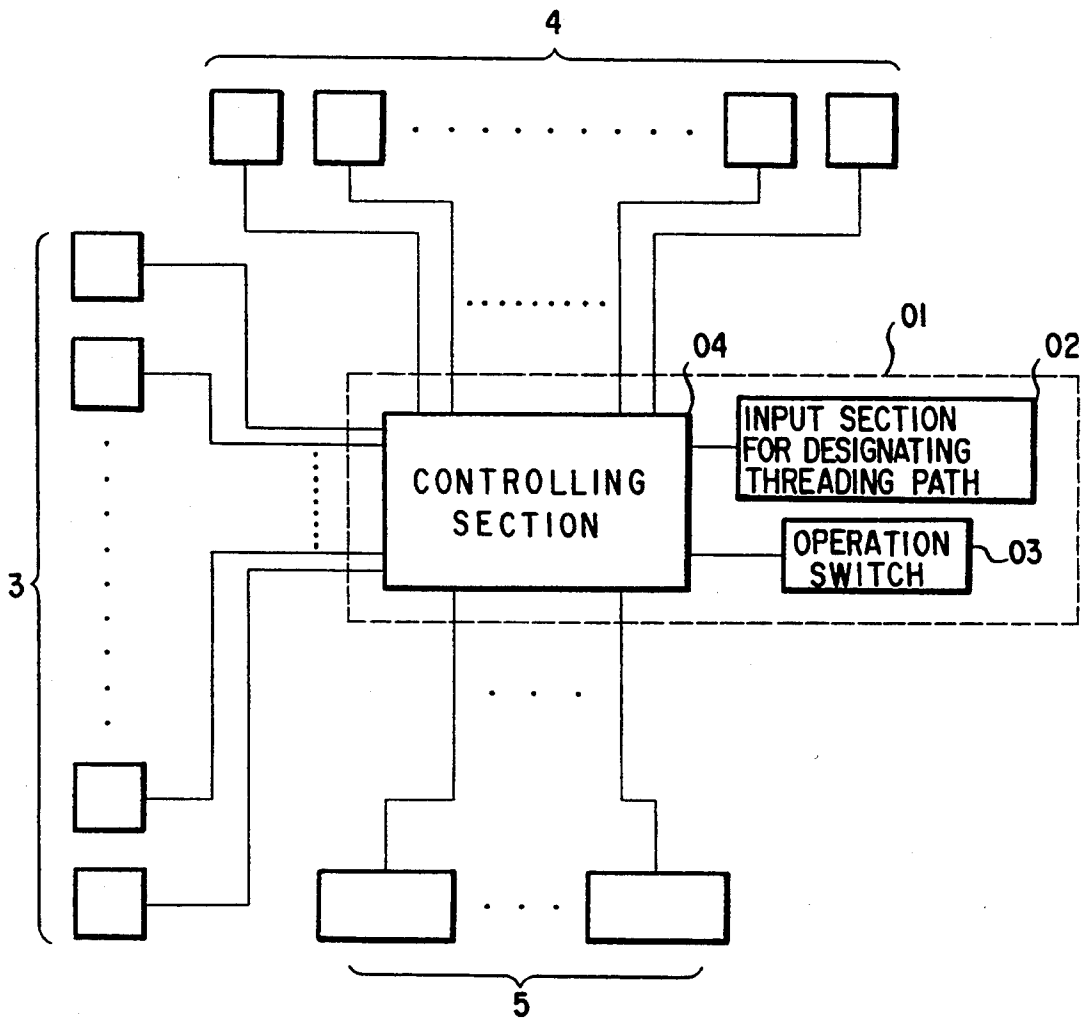 4
01
04
02
INPUT SECTION
FOR DESIGNATING
THREADING PATH
CONTROLLING
SECTION
OPERATION
SWITCH
03
3
5